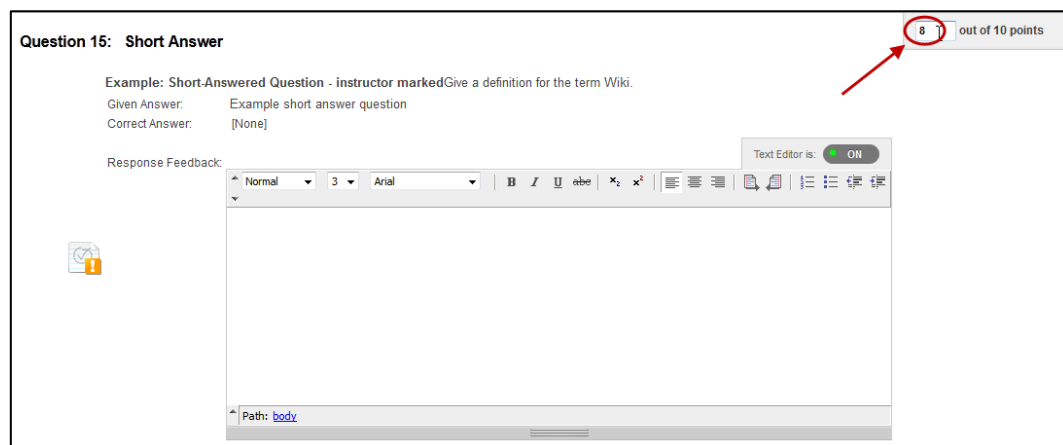 8 out of 10 points
Question 15: Short Answer
Example: Short-Answered Question - instructor markedGive a definition for the term Wiki.
Given Answer: Example short answer question
Correct Answer: [None]
Text Editor is: ON
Response Feedback:
Normal 3 Arial B I U abc x₂ x²
Path: body